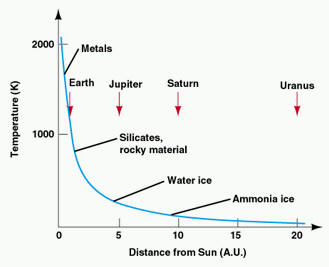 2000
Metals
Earth Jupiter Saturn Uranus
Temperature (K)
1000
Silicates,
rocky material
Water ice
Ammonia ice
0 5 10 15 20
Distance from Sun (A.U.)